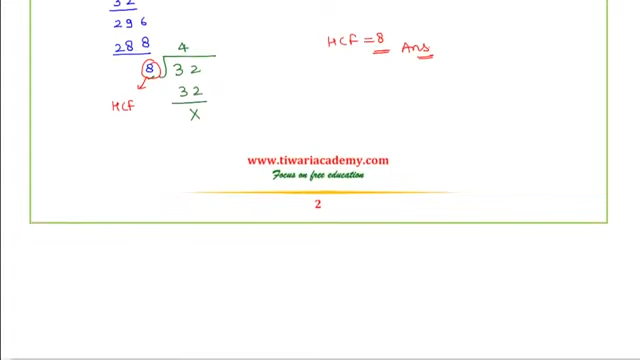 32
296
288
4
8) 32
32
X
HCF
HCF = 8 Ans
www.tiwariacademy.com
Focus on free education
2